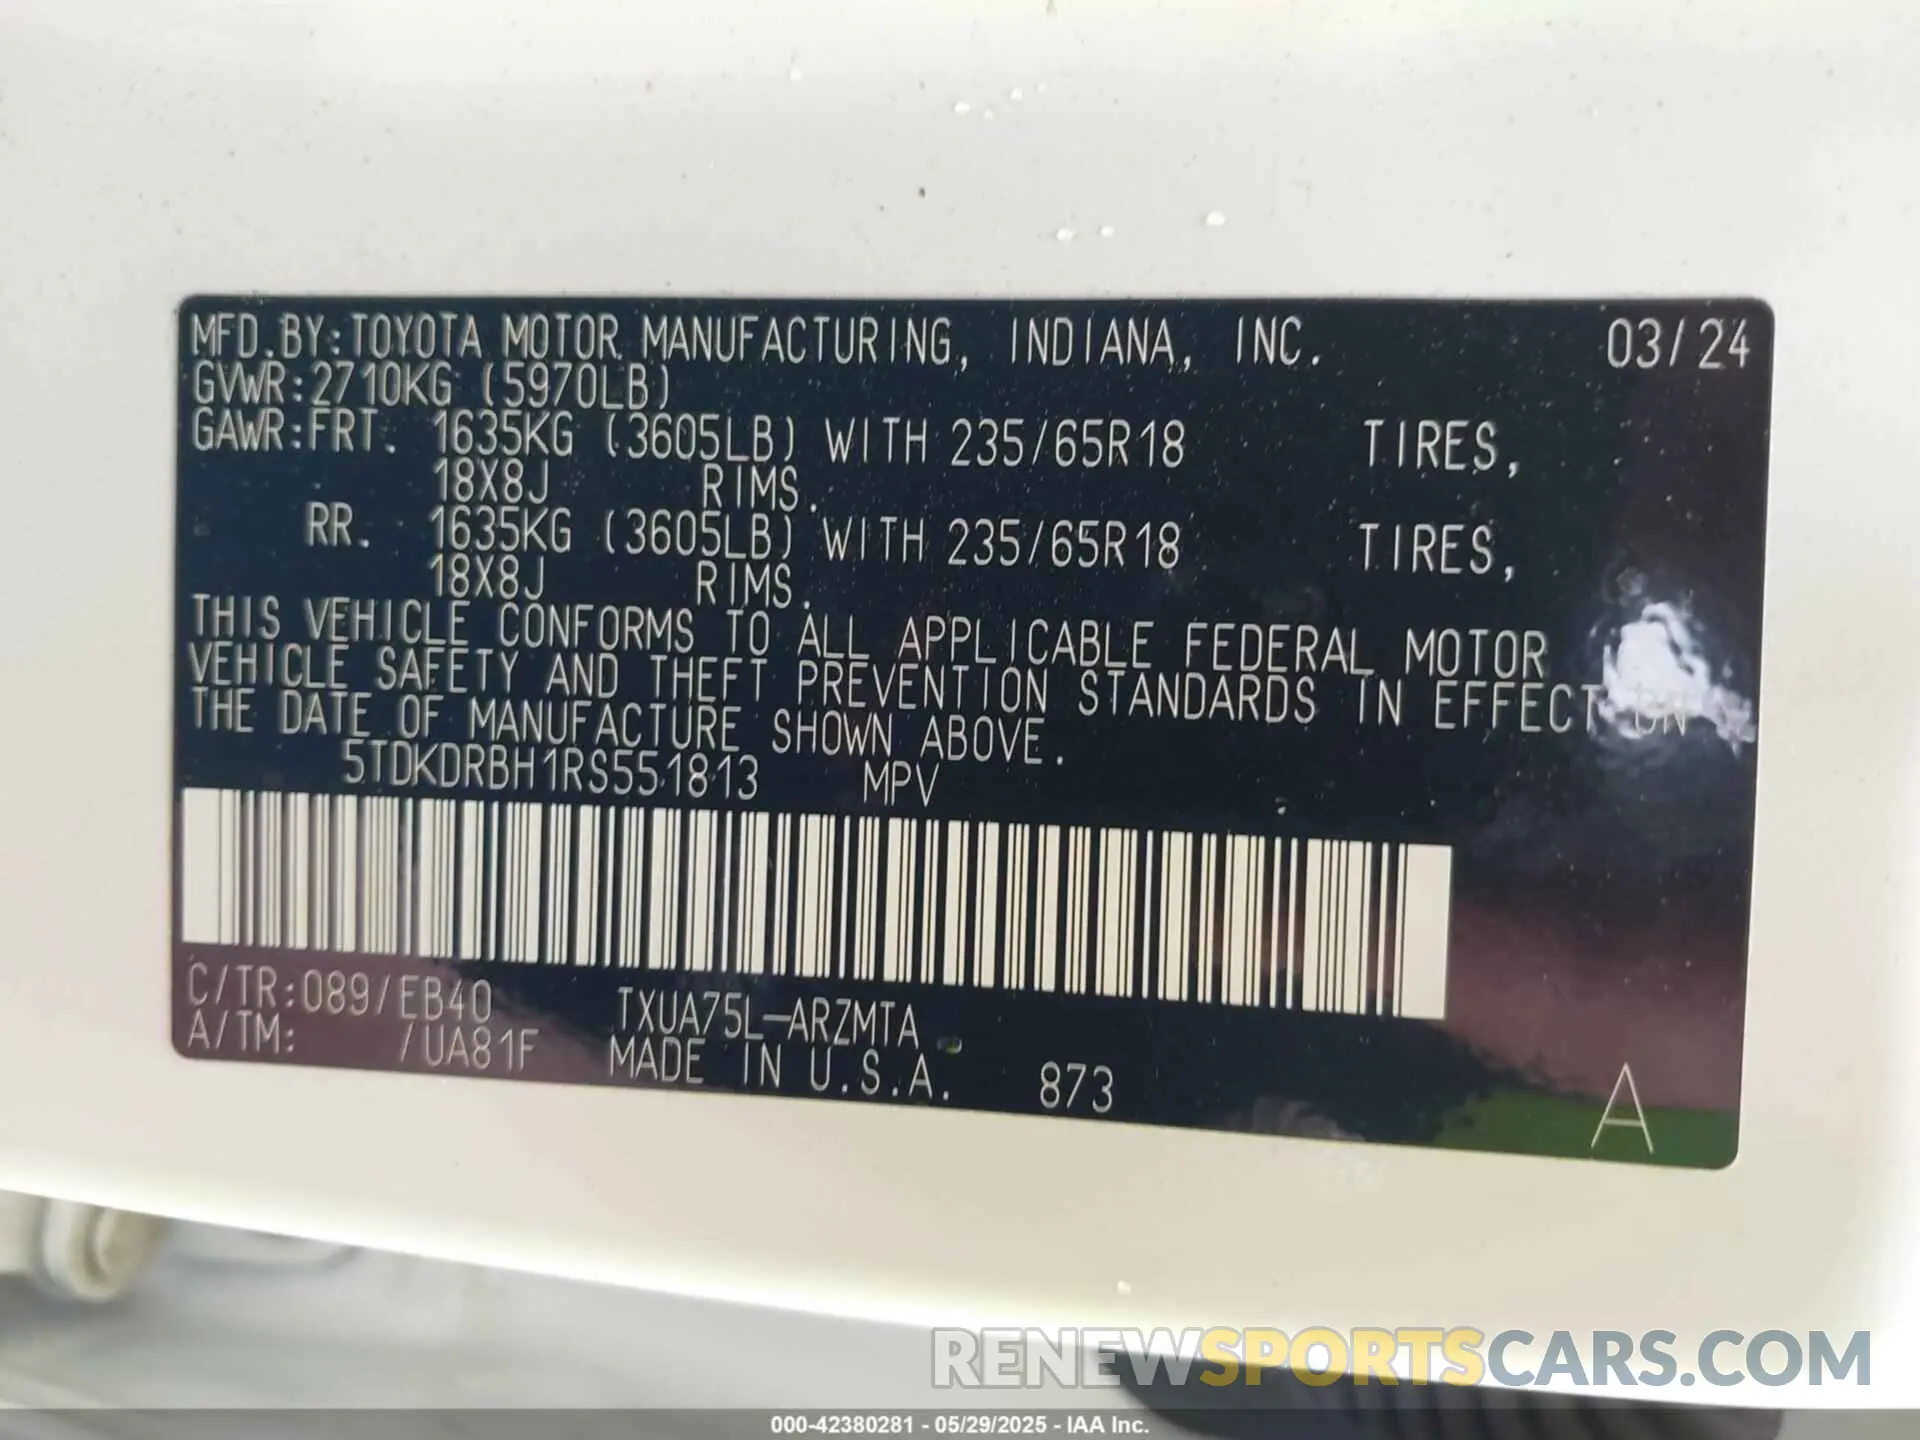 MFD. BY: TOYOTA MOTOR MANUFACTURING, INDIANA, INC. 03/24
GVWR: 2710KG (5970LB)
GAWR: FRT. 1635KG (3605LB) WITH 235/65R18 TIRES,
18X8J RIMS.
RR. 1635KG (3605LB) WITH 235/65R18 TIRES,
18X8J RIMS.
THIS VEHICLE CONFORMS TO ALL APPLICABLE FEDERAL MOTOR
VEHICLE SAFETY AND THEFT PREVENTION STANDARDS IN EFFECT ON
THE DATE OF MANUFACTURE SHOWN ABOVE.
5TDKDRBH1RS551813 MPV
C/TR: 089/EB40 TXUA75L-ARZMTA
A/TM: /UA81F MADE IN U.S.A. 873 A
RENEWSPORTSCARS.COM
000-42380281 - 05/29/2025 - IAA Inc.